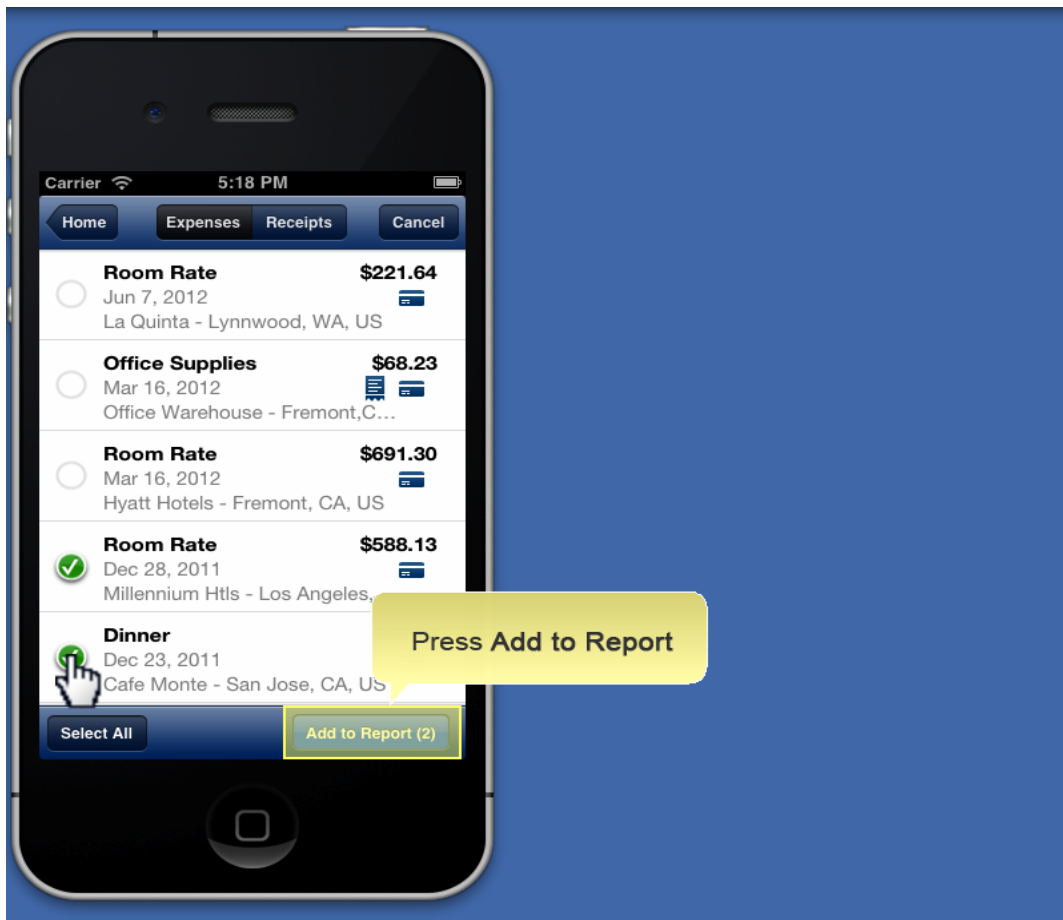 Carrier 5:18 PM
Home Expenses Receipts Cancel
Room Rate $221.64
Jun 7, 2012
La Quinta - Lynnwood, WA, US
Office Supplies $68.23
Mar 16, 2012
Office Warehouse - Fremont,C...
Room Rate $691.30
Mar 16, 2012
Hyatt Hotels - Fremont, CA, US
Room Rate $588.13
Dec 28, 2011
Millennium Htls - Los Angeles,
Dinner
Dec 23, 2011
Cafe Monte - San Jose, CA, US
Press Add to Report
Select All Add to Report (2)